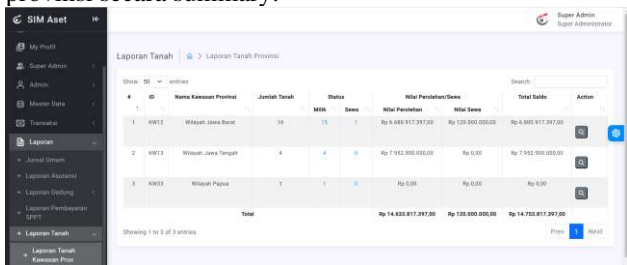 provinsi secara summary.
SIM Aset
Super Admin
Super Administrator
My Profil
Super Admin
Admin
Master Data
Transaksi
Laporan
Jurnal Umum
Laporan Asuransi
Laporan Gedung
Laporan Pembayaran
SPPT
Laporan Tanah
Laporan Tanah
Kawasan Prov
Laporan Tanah > Laporan Tanah Provinsi
Show 50 entries Search:
# ID Nama Kawasan Provinsi Jumlah Tanah Status Nilai Perolehan/Sewa Total Saldo Action
Milik Sewa Nilai Perolehan Nilai Sewa
1 KW12 Wilayah Jawa Barat 16 15 1 Rp 6.680.917.397,00 Rp 120.000.000,00 Rp 6.800.917.397,00
2 KW13 Wilayah Jawa Tengah 4 4 0 Rp 7.952.900.000,00 Rp 0,00 Rp 7.952.900.000,00
3 KW33 Wilayah Papua 1 1 0 Rp 0,00 Rp 0,00 Rp 0,00
Total Rp 14.633.817.397,00 Rp 120.000.000,00 Rp 14.753.817.397,00
Showing 1 to 3 of 3 entries Prev 1 Next